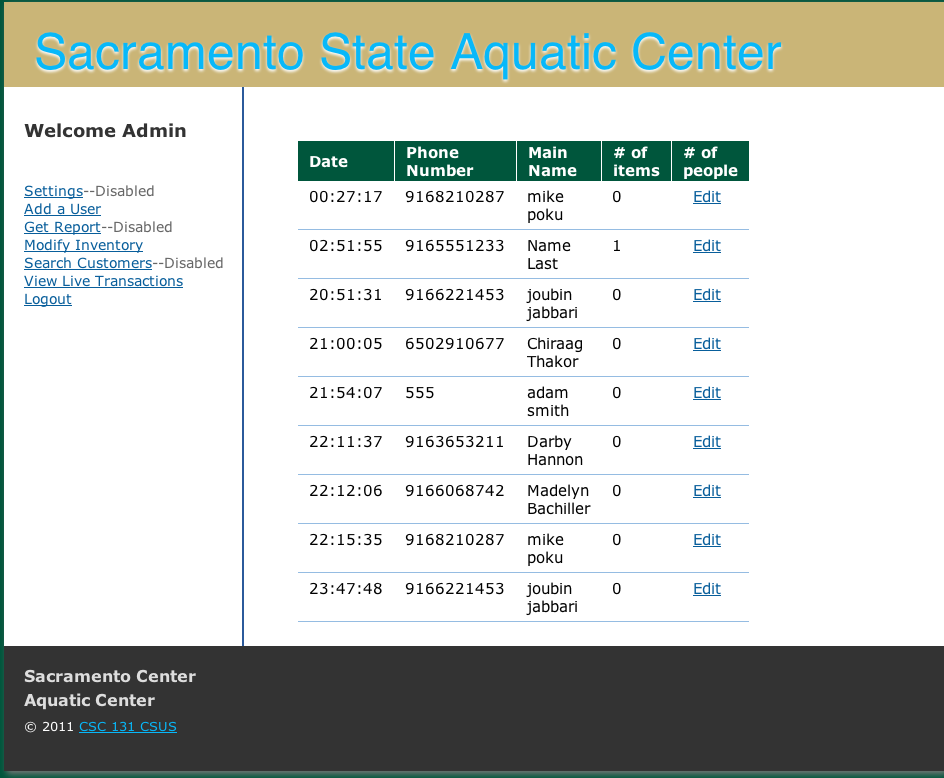 Sacramento State Aquatic Center
Welcome Admin
Settings--Disabled
Add a User
Get Report--Disabled
Modify Inventory
Search Customers--Disabled
View Live Transactions
Logout
Date Phone Number Main Name # of items # of people
00:27:17 9168210287 mike poku 0 Edit
02:51:55 9165551233 Name Last 1 Edit
20:51:31 9166221453 joubin jabbari 0 Edit
21:00:05 6502910677 Chiraag Thakor 0 Edit
21:54:07 555 adam smith 0 Edit
22:11:37 9163653211 Darby Hannon 0 Edit
22:12:06 9166068742 Madelyn Bachiller 0 Edit
22:15:35 9168210287 mike poku 0 Edit
23:47:48 9166221453 joubin jabbari 0 Edit
Sacramento Center
Aquatic Center
© 2011 CSC 131 CSUS